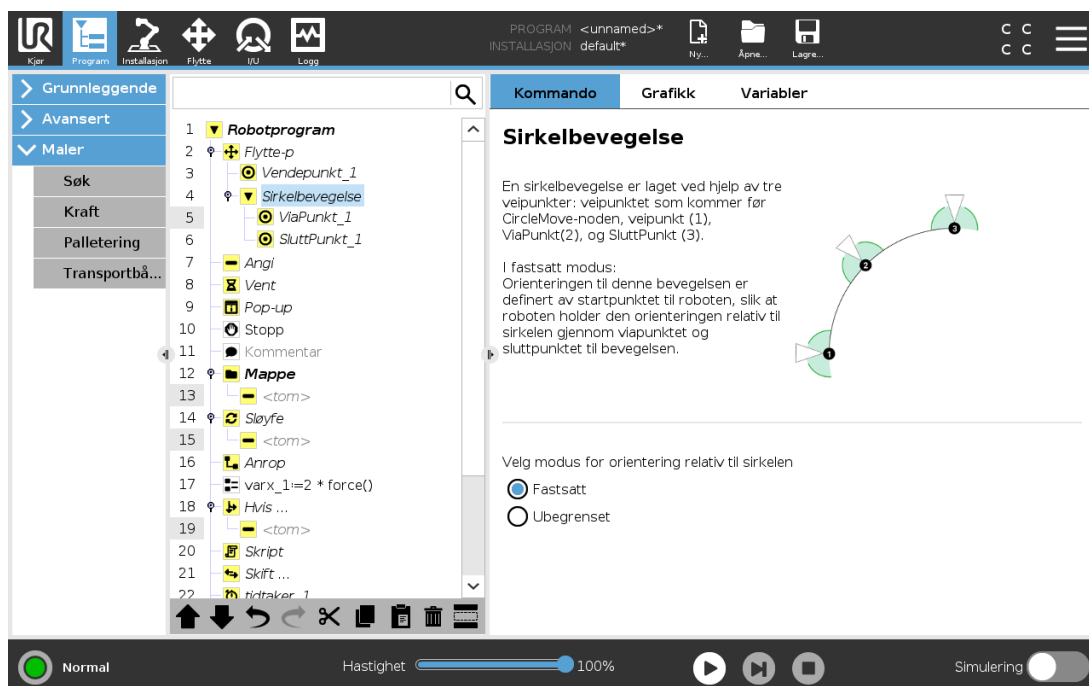 PROGRAM <unnamed>*
INSTALLASJON default*
C C
C C
Kjør Program Installasjon Flytte I/U Logg Ny... Åpne... Lagre...
Grunnleggende
Avansert
Maler
Søk
Kraft
Palletering
Transportbå...
1 Robotprogram
2 Flytte-p
3 Vendepunkt_1
4 Sirkelbevegelse
5 ViaPunkt_1
6 SluttPunkt_1
7 Angi
8 Vent
9 Pop-up
10 Stopp
11 Kommentar
12 Mappe
13 <tom>
14 Sløyfe
15 <tom>
16 Anrop
17 varx_1:=2 * force()
18 Hvis ...
19 <tom>
20 Skript
21 Skift ...
22 tidtaker_1
Kommando Grafikk Variabler
Sirkelbevegelse
En sirkelbevegelse er laget ved hjelp av tre
veipunkter: veipunktet som kommer før
CircleMove-noden, veipunkt (1),
ViaPunkt(2), og SluttPunkt (3).
I fastsatt modus:
Orienteringen til denne bevegelsen er
definert av startpunktet til roboten, slik at
roboten holder den orienteringen relativ til
sirkelen gjennom viapunktet og
sluttpunktet til bevegelsen.
3
2
1
Velg modus for orientering relativ til sirkelen
Fastsatt
Ubegrenset
Normal Hastighet 100% Simulering